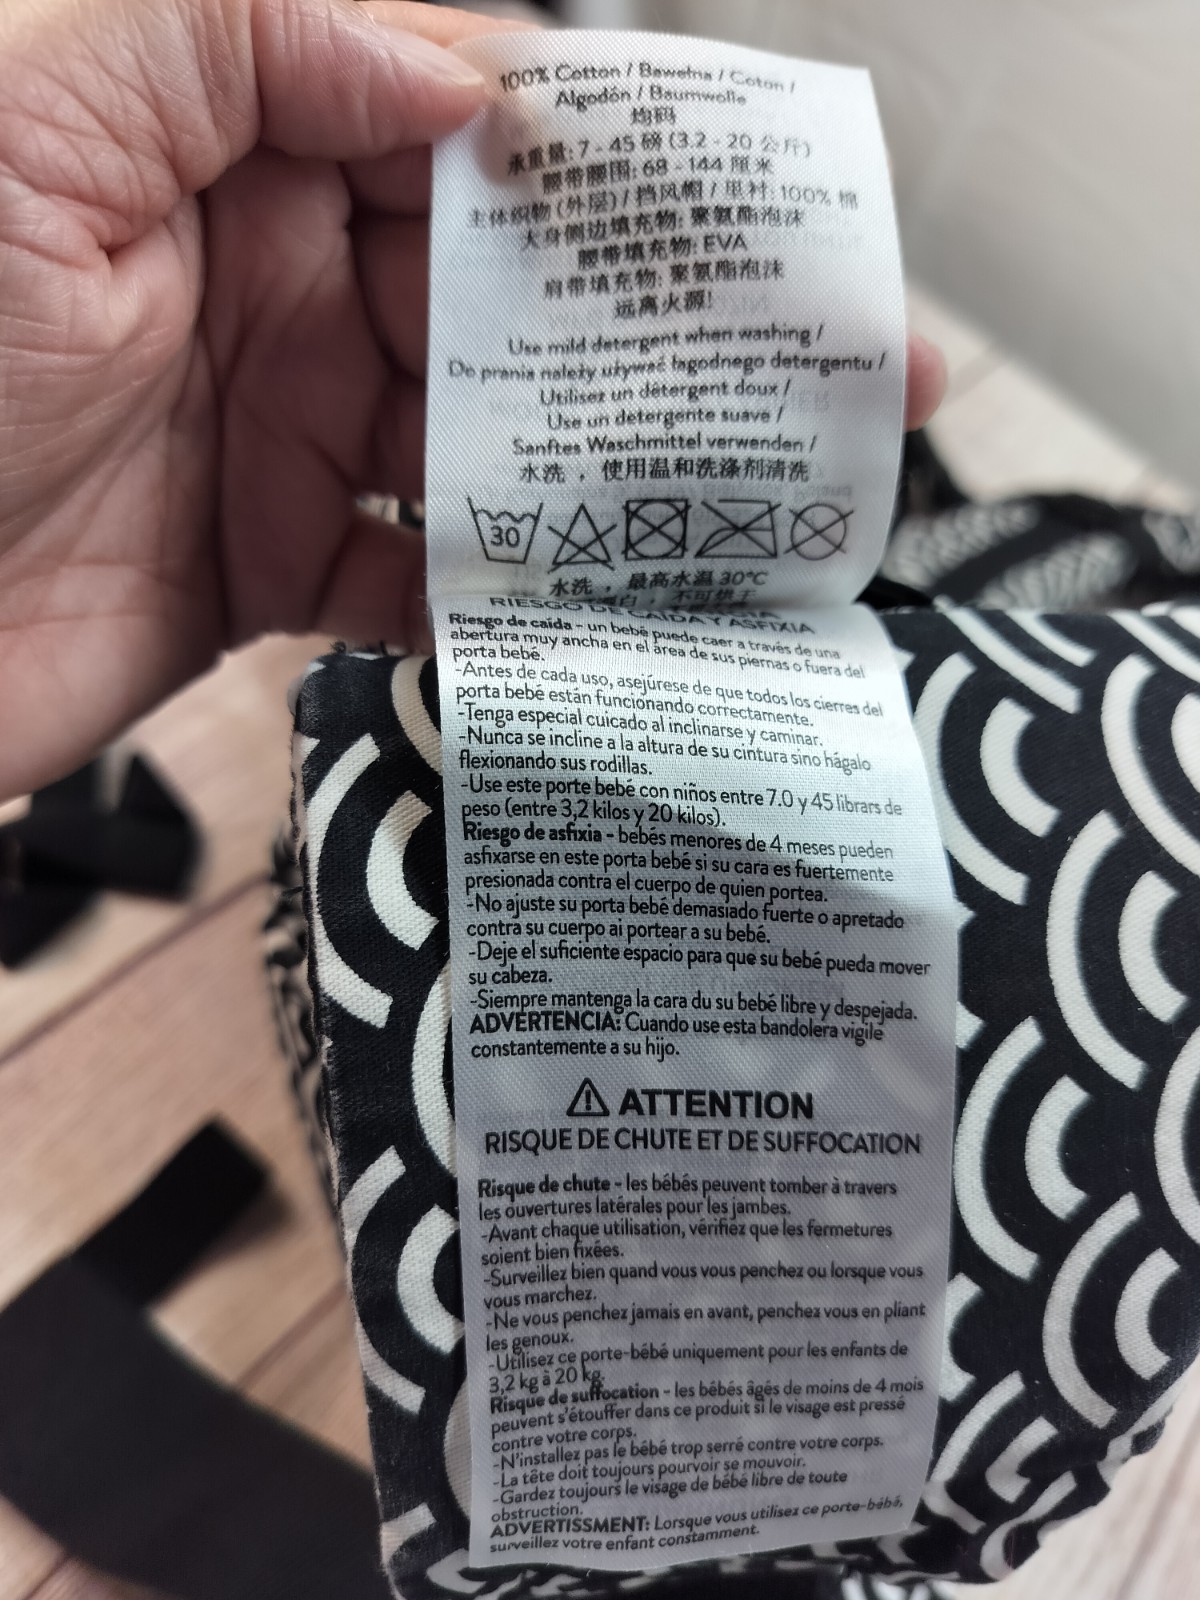 100% Cotton / Bawełna / Coton /
Algodón / Baumwolle
均码
承重量: 7 - 45 磅 (3.2 - 20 公斤)
腰带腰围: 68 - 144 厘米
主体织物 (外层) / 挡风帽 / 里衬: 100% 棉
大身侧边填充物: 聚氨酯泡沫
腰带填充物: EVA
肩带填充物: 聚氨酯泡沫
远离火源!
Use mild detergent when washing /
Do prania należy używać łagodnego detergentu /
Utilisez un détergent doux /
Use un detergente suave /
Sanftes Waschmittel verwenden /
水洗 , 使用温和洗涤剂清洗
30
水洗 , 最高水温 30°C
漂白 , 不可烘干
RIESGO DE CAIDA Y ASFIXIA
Riesgo de caida - un bebé puede caer a través de una
abertura muy ancha en el área de sus piernas o fuera del
porta bebé.
-Antes de cada uso, asejúrese de que todos los cierres del
porta bebé están funcionando correctamente.
-Tenga especial cuicado al inclinarse y caminar.
-Nunca se incline a la altura de su cintura sino hágalo
flexionando sus rodillas.
-Use este porte bebé con niños entre 7.0 y 45 librars de
peso (entre 3,2 kilos y 20 kilos).
Riesgo de asfixia - bebés menores de 4 meses pueden
asfixarse en este porta bebé si su cara es fuertemente
presionada contra el cuerpo de quien portea.
-No ajuste su porta bebé demasiado fuerte o apretado
contra su cuerpo ai portear a su bebé.
-Deje el suficiente espacio para que su bebé pueda mover
su cabeza.
-Siempre mantenga la cara du su bebé libre y despejada.
ADVERTENCIA: Cuando use esta bandolera vigile
constantemente a su hijo.
ATTENTION
RISQUE DE CHUTE ET DE SUFFOCATION
Risque de chute - les bébés peuvent tomber à travers
les ouvertures latérales pour les jambes.
-Avant chaque utilisation, vérifiez que les fermetures
soient bien fixées.
-Surveillez bien quand vous vous penchez ou lorsque vous
vous marchez.
-Ne vous penchez jamais en avant, penchez vous en pliant
les genoux.
-Utilisez ce porte-bébé uniquement pour les enfants de
3,2 kg à 20 kg.
Risque de suffocation - les bébés âgés de moins de 4 mois
peuvent s'étouffer dans ce produit si le visage est pressé
contre votre corps.
-N'installez pas le bébé trop serré contre votre corps.
-La tête doit toujours pourvoir se mouvoir.
-Gardez toujours le visage de bébé libre de toute
obstruction.
ADVERTISSMENT: Lorsque vous utilisez ce porte-bébé,
surveillez votre enfant constamment.